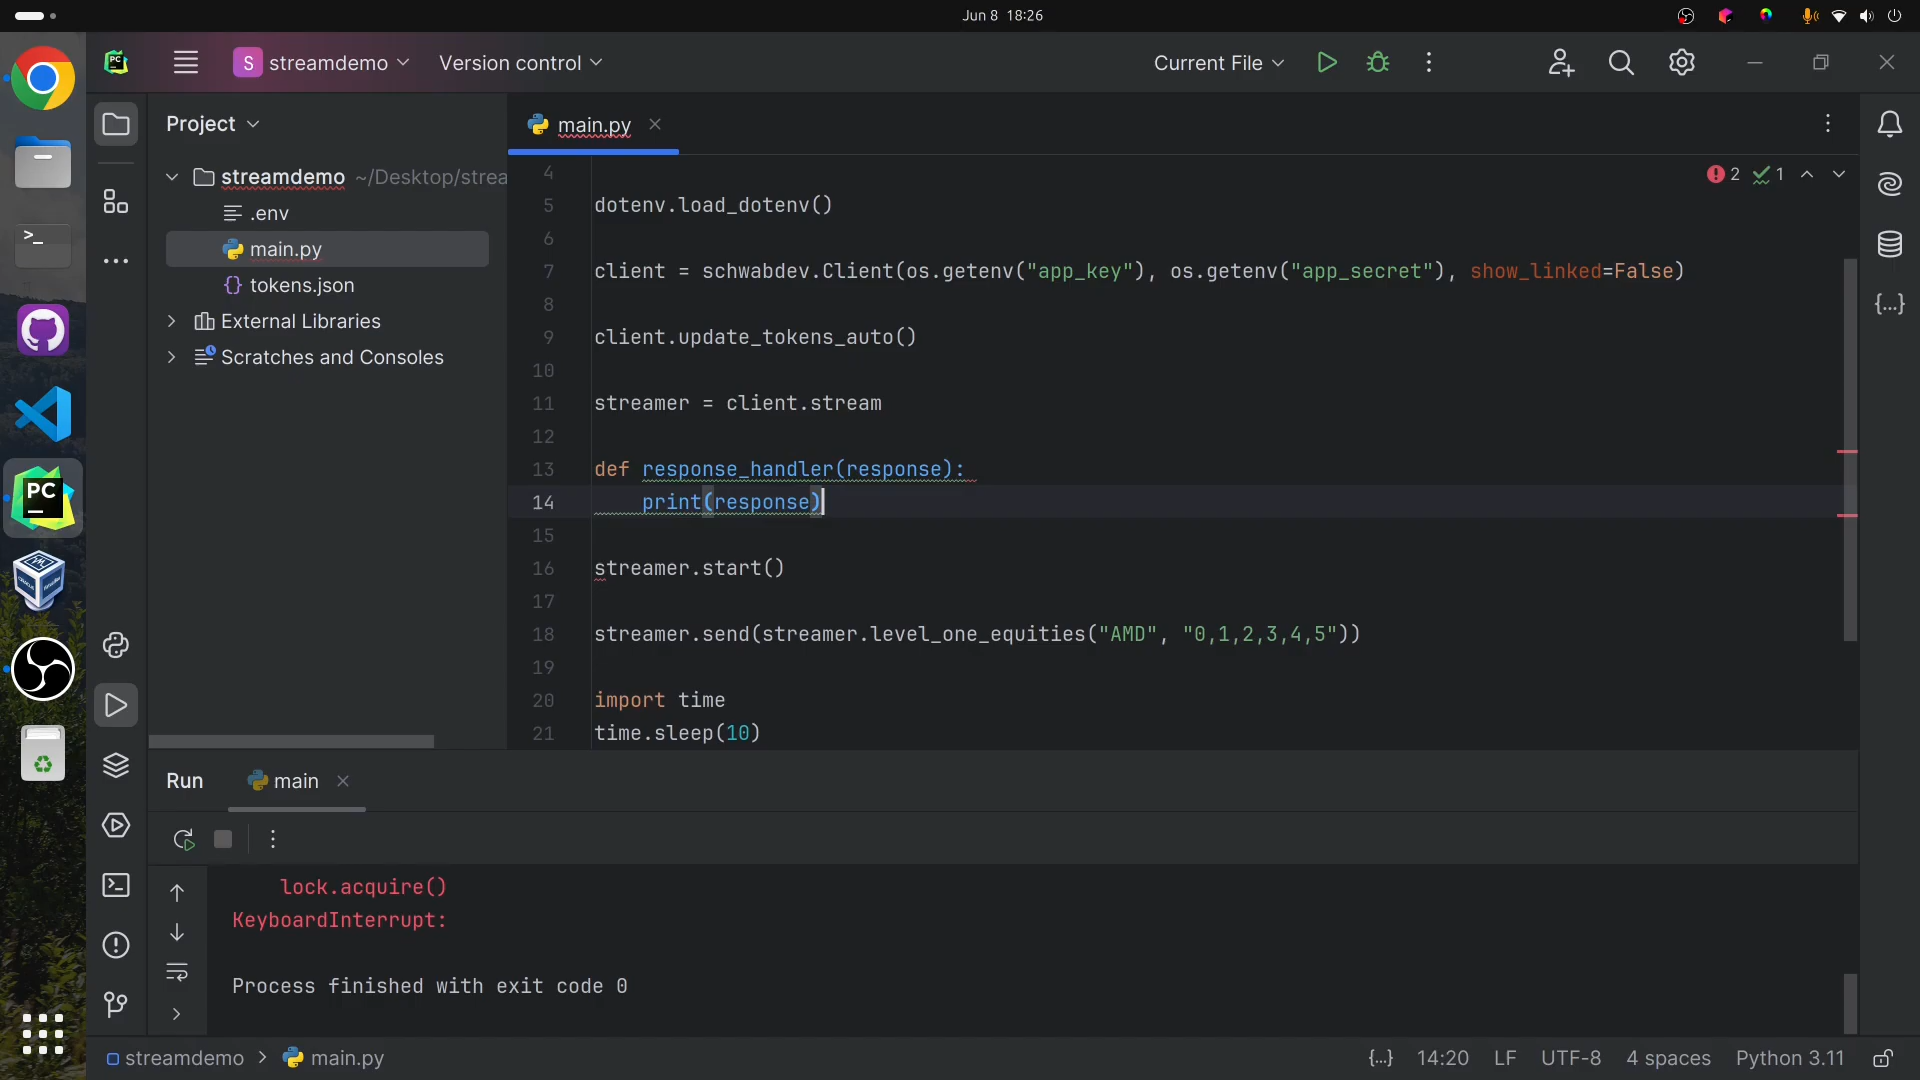 Jun 8 18:26
PC
S streamdemo
Version control
Current File
Project
main.py
streamdemo ~/Desktop/strea
.env
main.py
{} tokens.json
External Libraries
Scratches and Consoles
2 1
4
5 dotenv.load_dotenv()
6
7 client = schwabdev.Client(os.getenv("app_key"), os.getenv("app_secret"), show_linked=False)
8
9 client.update_tokens_auto()
10
11 streamer = client.stream
12
13 def response_handler(response):
14 print(response)
15
16 streamer.start()
17
18 streamer.send(streamer.level_one_equities("AMD", "0,1,2,3,4,5"))
19
20 import time
21 time.sleep(10)
{...}
>_
PC
Run
main
lock.acquire()
KeyboardInterrupt:
Process finished with exit code 0
streamdemo > main.py
{...} 14:20 LF UTF-8 4 spaces Python 3.11